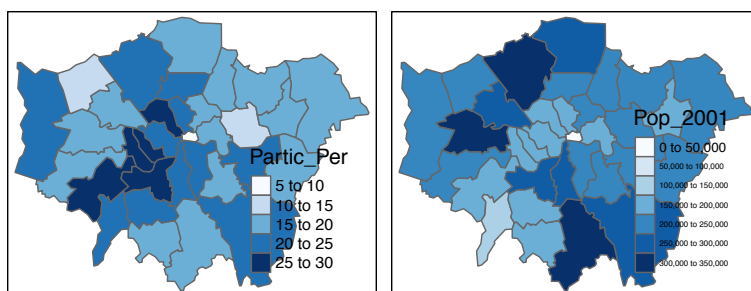 Partic_Per
5 to 10
10 to 15
15 to 20
20 to 25
25 to 30
Pop_2001
0 to 50,000
50,000 to 100,000
100,000 to 150,000
150,000 to 200,000
200,000 to 250,000
250,000 to 300,000
300,000 to 350,000